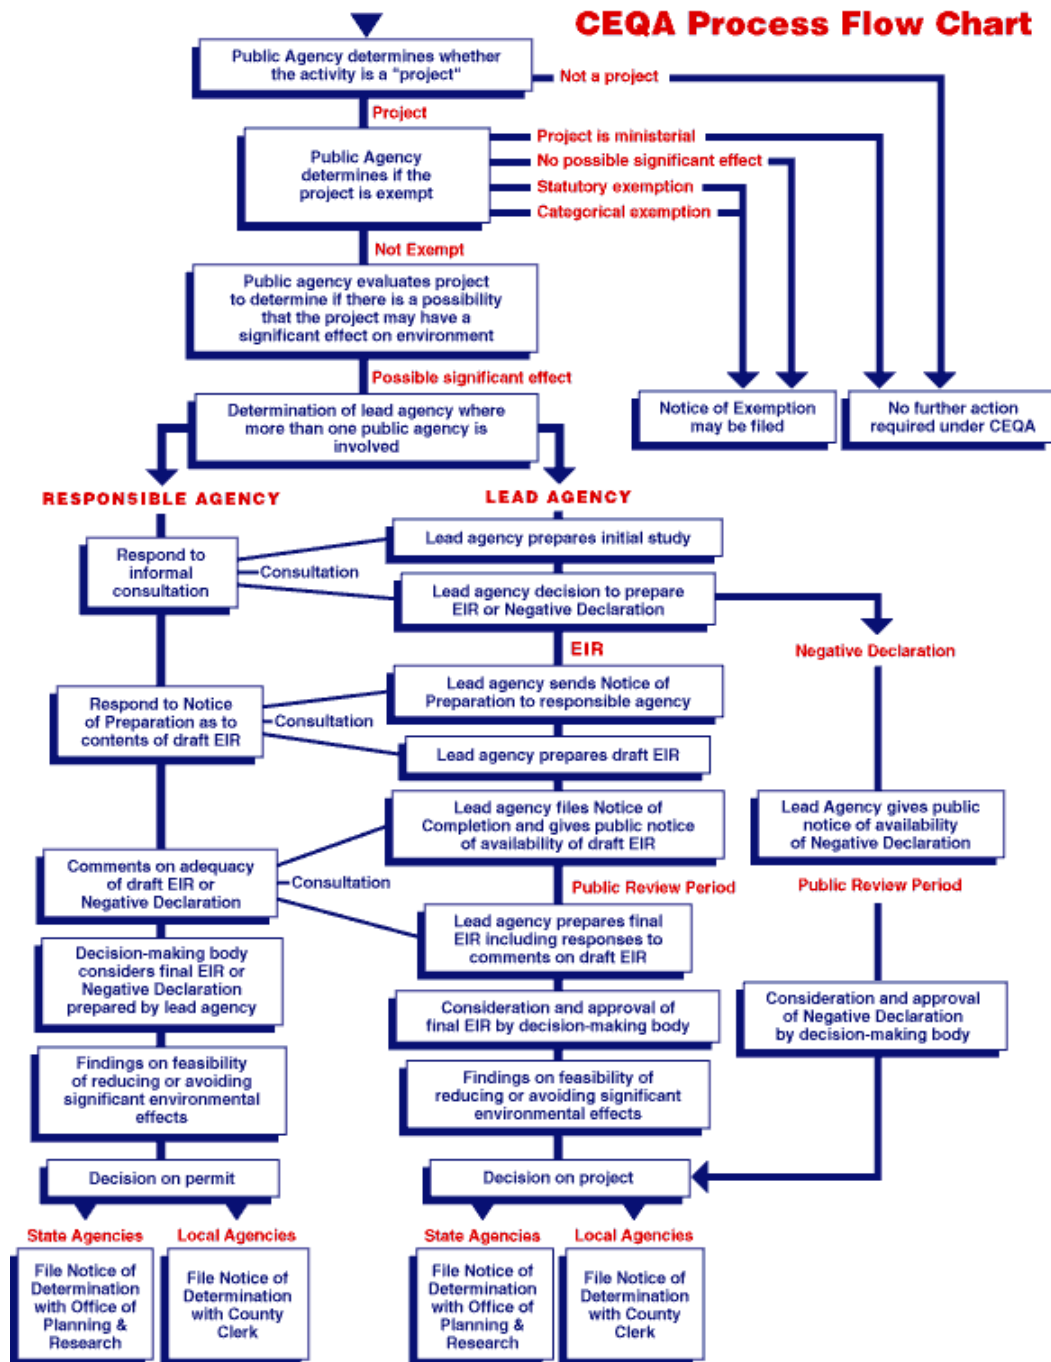 CEQA Process Flow Chart
Public Agency determines whether
the activity is a "project"
Not a project
Project
Public Agency
determines if the
project is exempt
Project is ministerial
No possible significant effect
Statutory exemption
Categorical exemption
Not Exempt
Public agency evaluates project
to determine if there is a possibility
that the project may have a
significant effect on environment
Possible significant effect
Notice of Exemption
may be filed
No further action
required under CEQA
Determination of lead agency where
more than one public agency is
involved
RESPONSIBLE AGENCY
LEAD AGENCY
Respond to
informal
consultation
Consultation
Lead agency prepares initial study
Lead agency decision to prepare
EIR or Negative Declaration
EIR
Negative Declaration
Respond to Notice
of Preparation as to
contents of draft EIR
Consultation
Lead agency sends Notice of
Preparation to responsible agency
Lead agency prepares draft EIR
Lead agency files Notice of
Completion and gives public notice
of availability of draft EIR
Lead Agency gives public
notice of availability
of Negative Declaration
Comments on adequacy
of draft EIR or
Negative Declaration
Consultation
Public Review Period
Public Review Period
Lead agency prepares final
EIR including responses to
comments on draft EIR
Decision-making body
considers final EIR or
Negative Declaration
prepared by lead agency
Consideration and approval of
final EIR by decision-making body
Consideration and approval
of Negative Declaration
by decision-making body
Findings on feasibility
of reducing or avoiding
significant environmental
effects
Findings on feasibility of
reducing or avoiding significant
environmental effects
Decision on permit
Decision on project
State Agencies
Local Agencies
State Agencies
Local Agencies
File Notice of
Determination
with Office of
Planning &
Research
File Notice of
Determination
with County
Clerk
File Notice of
Determination
with Office of
Planning &
Research
File Notice of
Determination
with County
Clerk